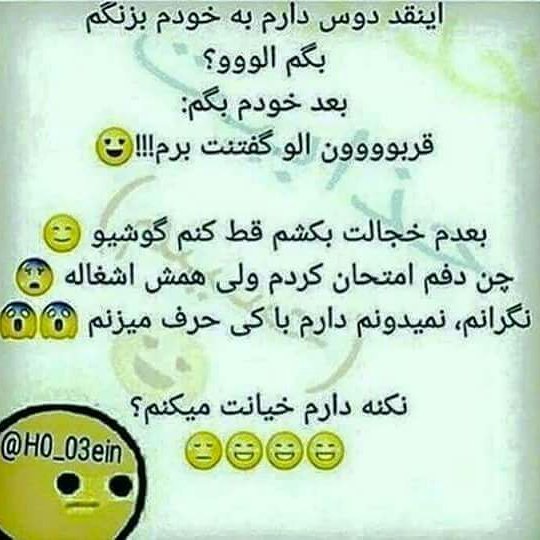 اینقد دوس دارم به خودم بزنگم
بگم الووو؟
بعد خودم بگم:
قربوووون الو گفتنت برم!!!😃
بعدم خجالت بکشم قط کنم گوشیو 😊
چن دفم امتحان کردم ولی همش اشغاله 😰
نگرانم، نمیدونم دارم با کی حرف میزنم 😱😱
نکنه دارم خیانت میکنم؟
😔😄😄😄
@H0_03ein